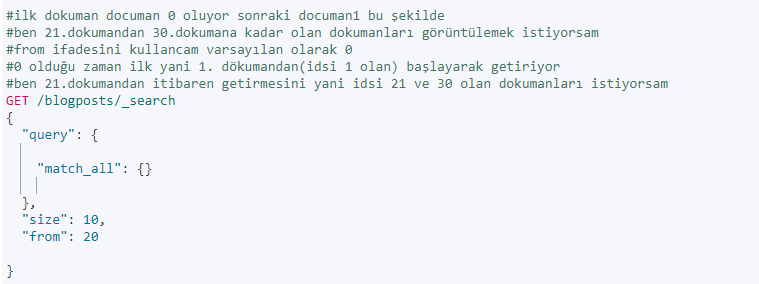 #ilk dokuman documan 0 oluyor sonraki documan1 bu şekilde
#ben 21.dokumandan 30.dokumana kadar olan dokumanları görüntülemek istiyorsam
#from ifadesini kullancam varsayılan olarak 0
#0 olduğu zaman ilk yani 1. dökumandan(idsi 1 olan) başlayarak getiriyor
#ben 21.dokumandan itibaren getirmesini yani idsi 21 ve 30 olan dokumanları istiyorsam
GET /blogposts/_search
{
  "query": {
    "match_all": {}
  },
  "size": 10,
  "from": 20
}